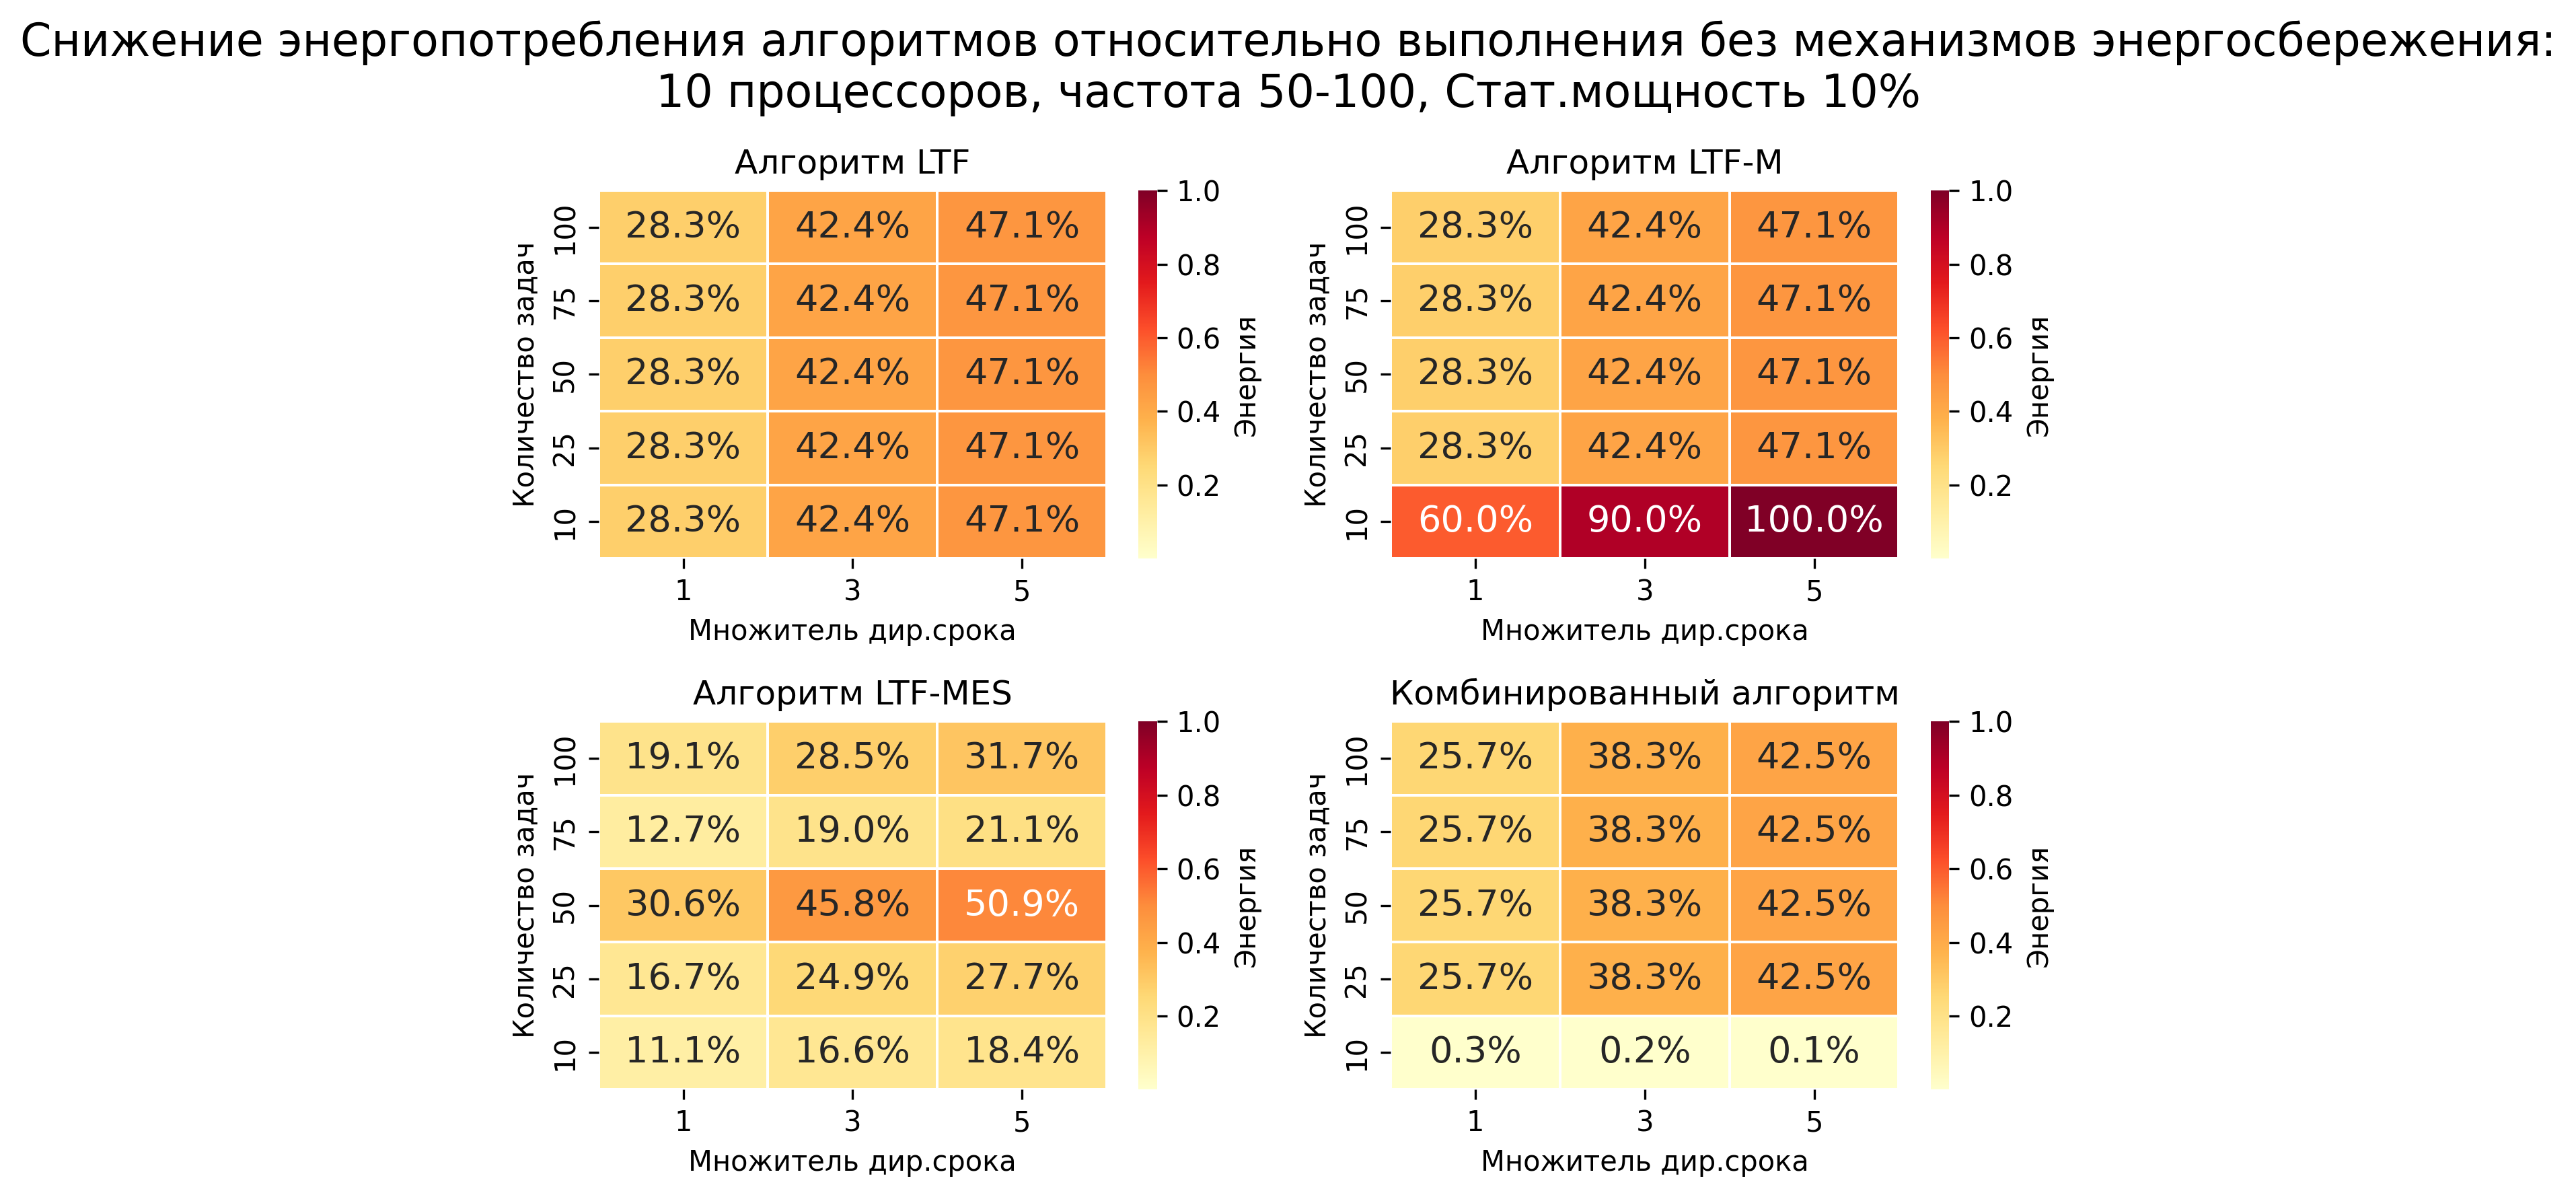 Снижение энергопотребления алгоритмов относительно выполнения без механизмов энергосбережения:
10 процессоров, частота 50-100, Стат.мощность 10%
Алгоритм LTF
Количество задач
100 28.3% 42.4% 47.1%
75 28.3% 42.4% 47.1%
50 28.3% 42.4% 47.1%
25 28.3% 42.4% 47.1%
10 28.3% 42.4% 47.1%
1 3 5
Множитель дир.срока
1.0
0.8
0.6
0.4
0.2
Энергия
Алгоритм LTF-M
Количество задач
100 28.3% 42.4% 47.1%
75 28.3% 42.4% 47.1%
50 28.3% 42.4% 47.1%
25 28.3% 42.4% 47.1%
10 60.0% 90.0% 100.0%
1 3 5
Множитель дир.срока
1.0
0.8
0.6
0.4
0.2
Энергия
Алгоритм LTF-MES
Количество задач
100 19.1% 28.5% 31.7%
75 12.7% 19.0% 21.1%
50 30.6% 45.8% 50.9%
25 16.7% 24.9% 27.7%
10 11.1% 16.6% 18.4%
1 3 5
Множитель дир.срока
1.0
0.8
0.6
0.4
0.2
Энергия
Комбинированный алгоритм
Количество задач
100 25.7% 38.3% 42.5%
75 25.7% 38.3% 42.5%
50 25.7% 38.3% 42.5%
25 25.7% 38.3% 42.5%
10 0.3% 0.2% 0.1%
1 3 5
Множитель дир.срока
1.0
0.8
0.6
0.4
0.2
Энергия